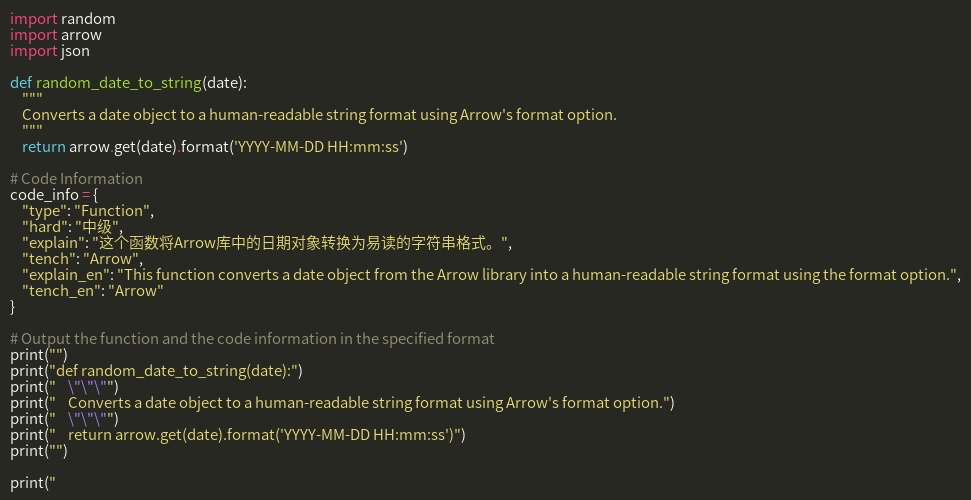 import random
import arrow
import json
def random_date_to_string(date):
"""
Converts a date object to a human-readable string format using Arrow's format option.
"""
return arrow.get(date).format('YYYY-MM-DD HH:mm:ss')
# Code Information
code_info = {
"type": "Function",
"hard": "中级",
"explain": "这个函数将Arrow库中的日期对象转换为易读的字符串格式。",
"tench": "Arrow",
"explain_en": "This function converts a date object from the Arrow library into a human-readable string format using the format option.",
"tench_en": "Arrow"
}
# Output the function and the code information in the specified format
print("")
print("def random_date_to_string(date):")
print("    \"\"\"")
print("    Converts a date object to a human-readable string format using Arrow's format option.")
print("    \"\"\"")
print("    return arrow.get(date).format('YYYY-MM-DD HH:mm:ss')")
print("")
print("